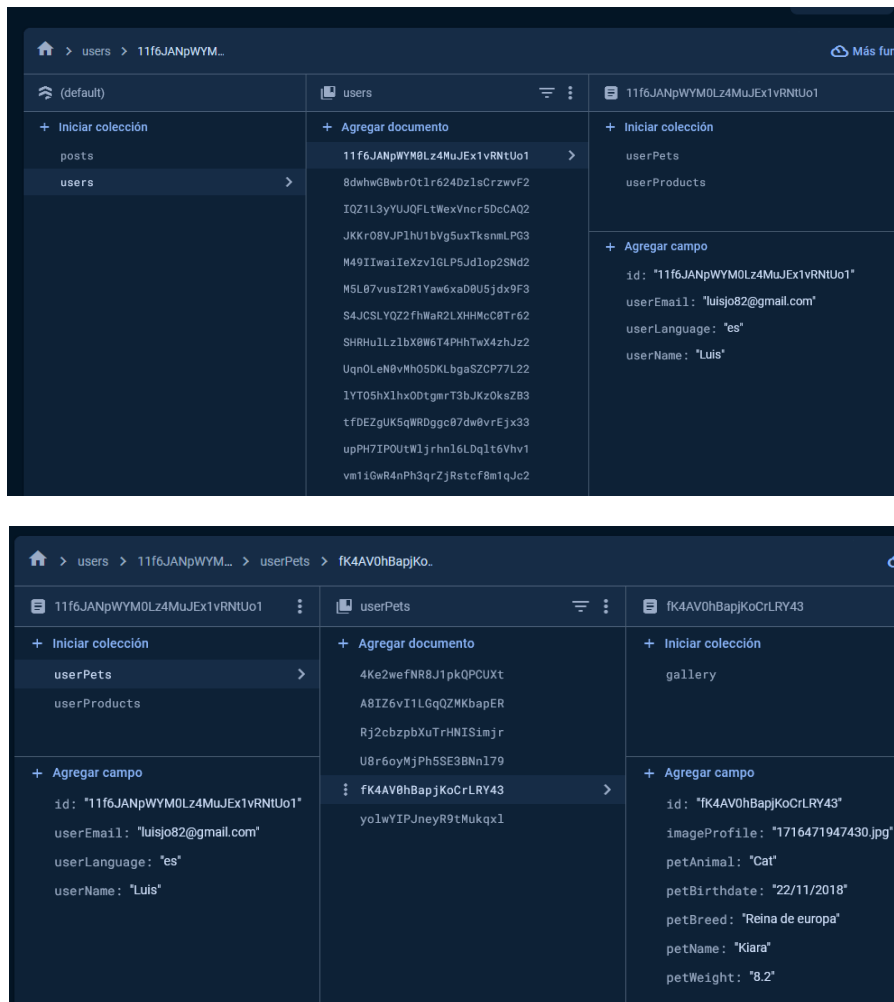 users > 11f6JANpWYM…
Más fun
(default)
+ Iniciar colección
posts
users
users
+ Agregar documento
11f6JANpWYM0Lz4MuJEx1vRNtUo1
8dwhwGBwbrOtlr624DzlsCrzwvF2
IQZ1L3yYUJQFLtWexVncr5DcCAQ2
JKKrO8VJPlhU1bVg5uxTksnmLPG3
M49IIwaiIeXzvlGLP5Jdlop2SNd2
M5L07vusI2R1Yaw6xaD0U5jdx9F3
S4JCSLYQZ2fhWaR2LXHHMcC0Tr62
SHRHulLzlbX0W6T4PHhTwX4zhJz2
UqnOLeN0vMhO5DKLbgaSZCP77L22
lYTO5hXlhxODtgmrT3bJKzOksZB3
tfDEZgUK5qWRDggc07dw0vrEjx33
upPH7IPOUtWljrhnl6LDqlt6Vhv1
vm1iGwR4nPh3qrZjRstcf8m1qJc2
11f6JANpWYM0Lz4MuJEx1vRNtUo1
+ Iniciar colección
userPets
userProducts
+ Agregar campo
id: "11f6JANpWYM0Lz4MuJEx1vRNtUo1"
userEmail: "luisjo82@gmail.com"
userLanguage: "es"
userName: "Luis"
users > 11f6JANpWYM… > userPets > fK4AV0hBapjKo..
11f6JANpWYM0Lz4MuJEx1vRNtUo1
+ Iniciar colección
userPets
userProducts
+ Agregar campo
id: "11f6JANpWYM0Lz4MuJEx1vRNtUo1"
userEmail: "luisjo82@gmail.com"
userLanguage: "es"
userName: "Luis"
userPets
+ Agregar documento
4Ke2wefNR8J1pkQPCUXt
A8IZ6vI1LGqQZMKbapER
Rj2cbzpbXuTrHNISimjr
U8r6oyMjPh5SE3BNnl79
fK4AV0hBapjKoCrLRY43
yolwYIPJneyR9tMukqxl
fK4AV0hBapjKoCrLRY43
+ Iniciar colección
gallery
+ Agregar campo
id: "fK4AV0hBapjKoCrLRY43"
imageProfile: "1716471947430.jpg"
petAnimal: "Cat"
petBirthdate: "22/11/2018"
petBreed: "Reina de europa"
petName: "Kiara"
petWeight: "8.2"